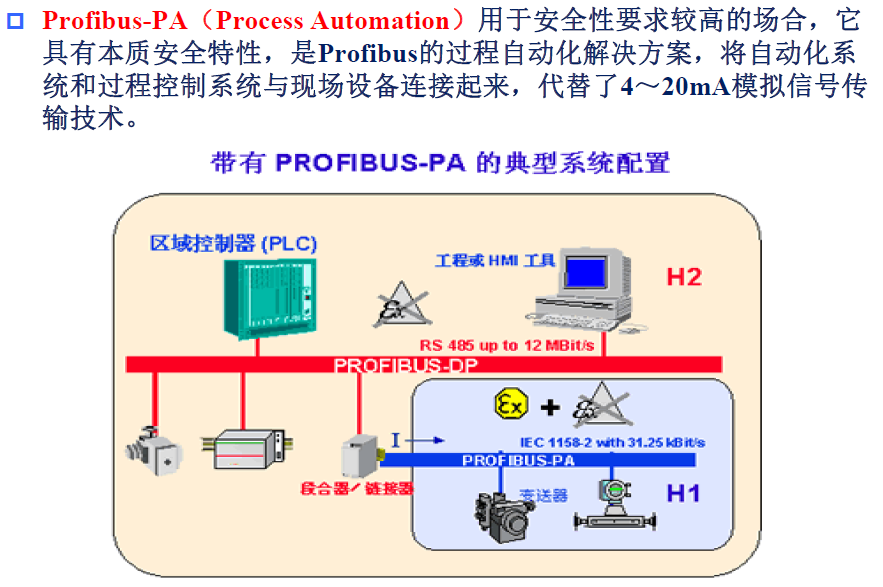 Profibus-PA（Process Automation）用于安全性要求较高的场合，它
具有本质安全特性，是Profibus的过程自动化解决方案，将自动化系
统和过程控制系统与现场设备连接起来，代替了4～20mA模拟信号传
输技术。
带有 PROFIBUS-PA 的典型系统配置
区域控制器 (PLC)
工程或 HMI 工具
H2
Ex
RS 485 up to 12 MBit/s
PROFIBUS-DP
Ex + Ex
I
IEC 1158-2 with 31.25 kBit/s
PROFIBUS-PA
段合器／链接器
变送器
H1